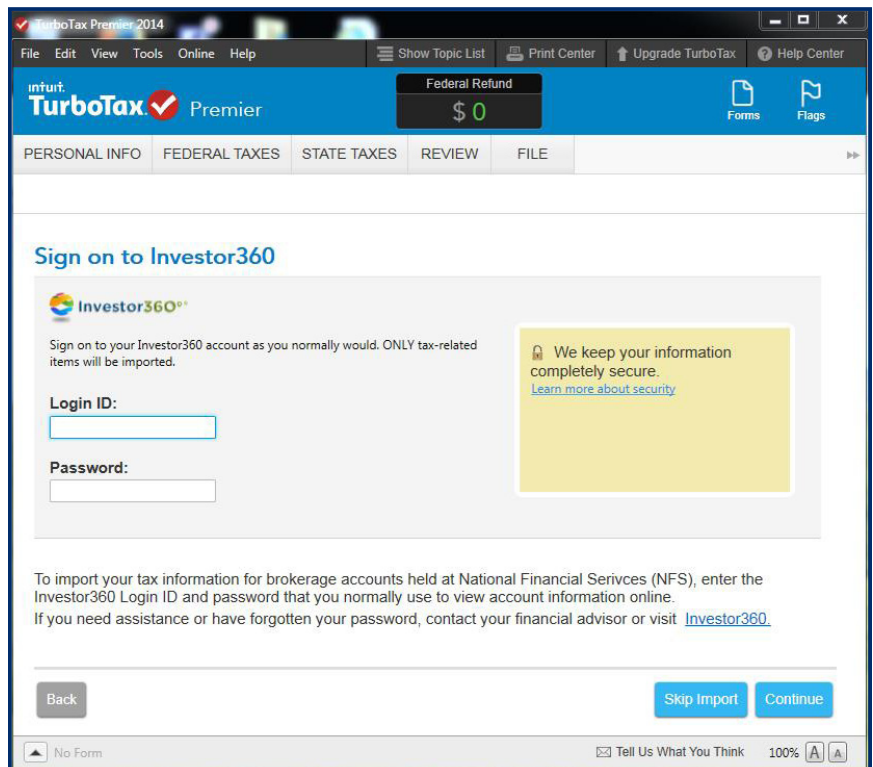 TurboTax Premier 2014
File Edit View Tools Online Help Show Topic List Print Center Upgrade TurboTax Help Center
intuit.
TurboTax Premier
Federal Refund
$ 0
Forms Flags
PERSONAL INFO FEDERAL TAXES STATE TAXES REVIEW FILE
Sign on to Investor360
Investor360°
Sign on to your Investor360 account as you normally would. ONLY tax-related
items will be imported.
Login ID:
Password:
We keep your information
completely secure.
Learn more about security
To import your tax information for brokerage accounts held at National Financial Serivces (NFS), enter the
Investor360 Login ID and password that you normally use to view account information online.
If you need assistance or have forgotten your password, contact your financial advisor or visit Investor360.
Back Skip Import Continue
No Form Tell Us What You Think 100% A A